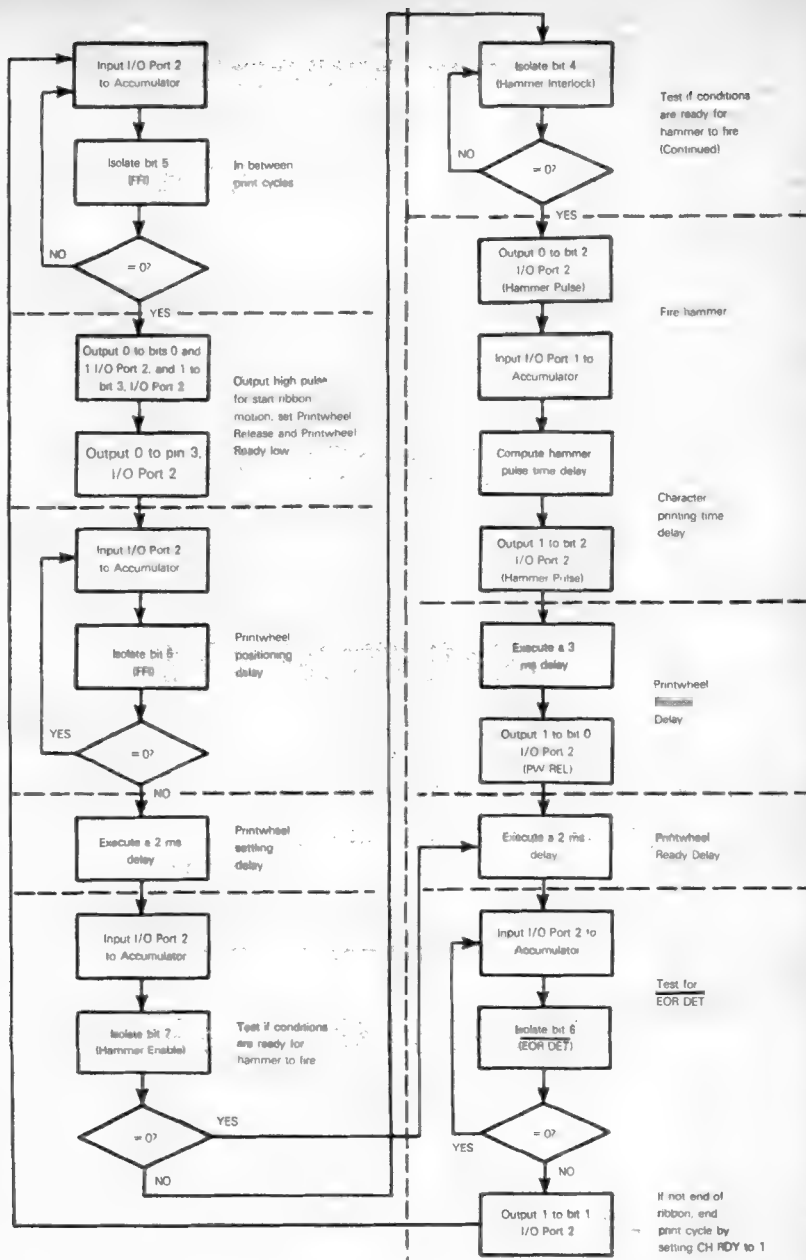 Input I/O Port 2
to Accumulator
Isolate bit 5
(FFI)
In between
print cycles
NO
= 0?
YES
Output 0 to bits 0 and
1 I/O Port 2, and 1 to
bit 3, I/O Port 2
Output high pulse
for start ribbon
motion, set Printwheel
Release and Printwheel
Ready low
Output 0 to pin 3,
I/O Port 2
Input I/O Port 2
to Accumulator
Isolate bit 5
(FFI)
Printwheel
positioning
delay
YES
= 0?
NO
Execute a 2 ms
delay
Printwheel
settling
delay
Input I/O Port 2
to Accumulator
Isolate bit 7
(Hammer Enable)
Test if conditions
are ready for
hammer to fire
= 0?
YES
NO
Isolate bit 4
(Hammer Interlock)
Test if conditions
are ready for
hammer to fire
(Continued)
NO
= 0?
YES
Output 0 to bit 2
I/O Port 2
(Hammer Pulse)
Fire hammer
Input I/O Port 1 to
Accumulator
Compute hammer
pulse time delay
Character
printing time
delay
Output 1 to bit 2
I/O Port 2
(Hammer Pulse)
Execute a 3
ms delay
Printwheel
Delay
Output 1 to bit 0
I/O Port 2
(PW REL)
Execute a 2 ms
delay
Printwheel
Ready Delay
Input I/O Port 2 to
Accumulator
Test for
EOR DET
Isolate bit 6
(EOR DET)
= 0?
YES
NO
Output 1 to bit 1
I/O Port 2
If not end of
ribbon, end
print cycle by
setting CH RDY to 1